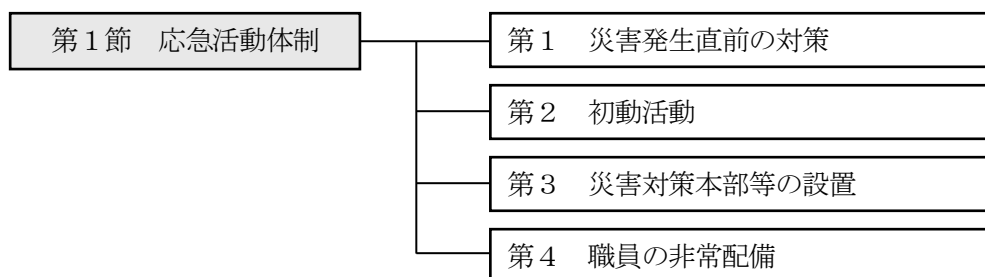 第１節　応急活動体制
第１　災害発生直前の対策
第２　初動活動
第３　災害対策本部等の設置
第４　職員の非常配備